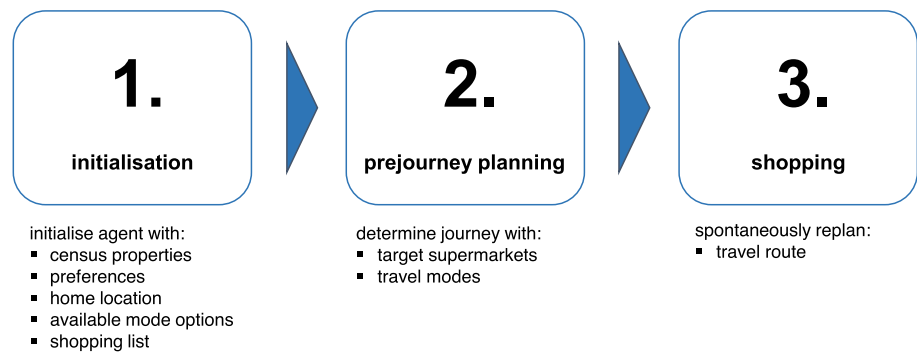 1.
initialisation
initialise agent with:
▪ census properties
▪ preferences
▪ home location
▪ available mode options
▪ shopping list
2.
prejourney planning
determine journey with:
▪ target supermarkets
▪ travel modes
3.
shopping
spontaneously replan:
▪ travel route